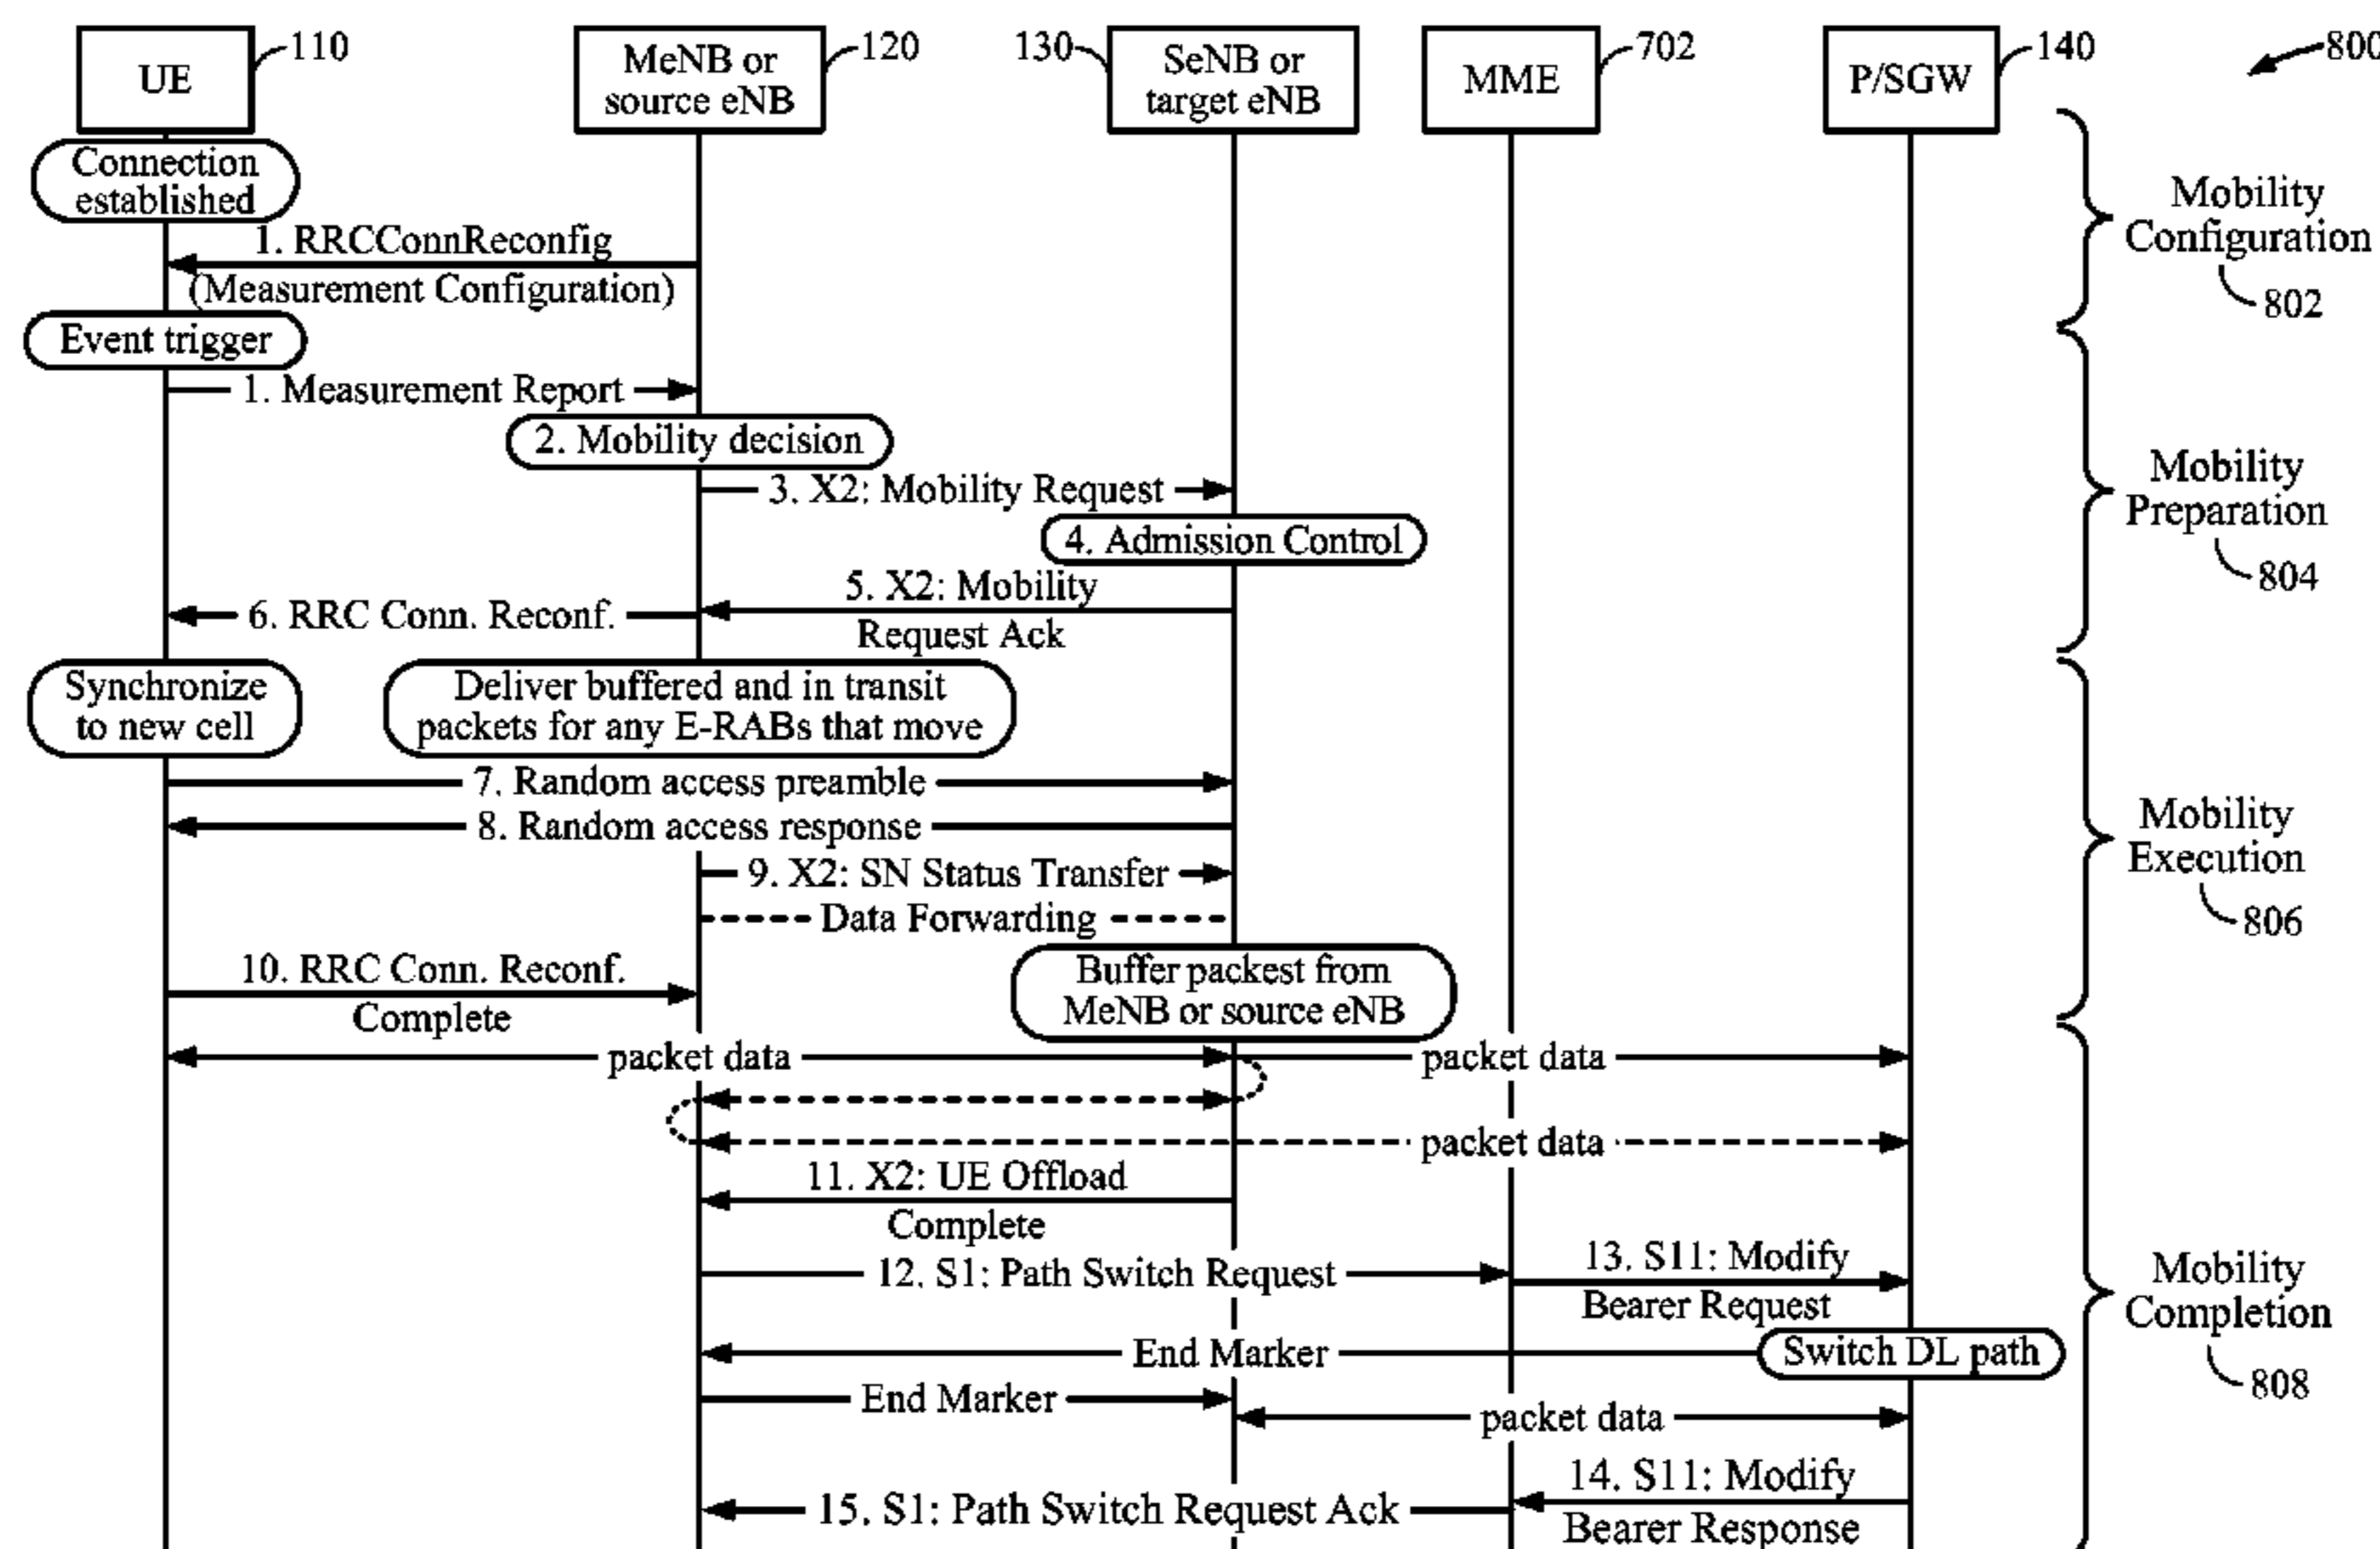 UE
110
MeNB or
source eNB
120
130
SeNB or
target eNB
MME
702
P/SGW
140
800
Connection
established
Mobility
Configuration
802
1. RRCConnReconfig
(Measurement Configuration)
Event trigger
1. Measurement Report
2. Mobility decision
3. X2: Mobility Request
Mobility
Preparation
804
4. Admission Control
5. X2: Mobility
Request Ack
6. RRC Conn. Reconf.
Synchronize
to new cell
Deliver buffered and in transit
packets for any E-RABs that move
7. Random access preamble
8. Random access response
Mobility
Execution
806
9. X2: SN Status Transfer
Data Forwarding
10. RRC Conn. Reconf.
Complete
Buffer packest from
MeNB or source eNB
packet data
packet data
packet data
11. X2: UE Offload
Complete
12. S1: Path Switch Request
13. S11: Modify
Bearer Request
Mobility
Completion
808
End Marker
Switch DL path
End Marker
packet data
14. S11: Modify
Bearer Response
15. S1: Path Switch Request Ack